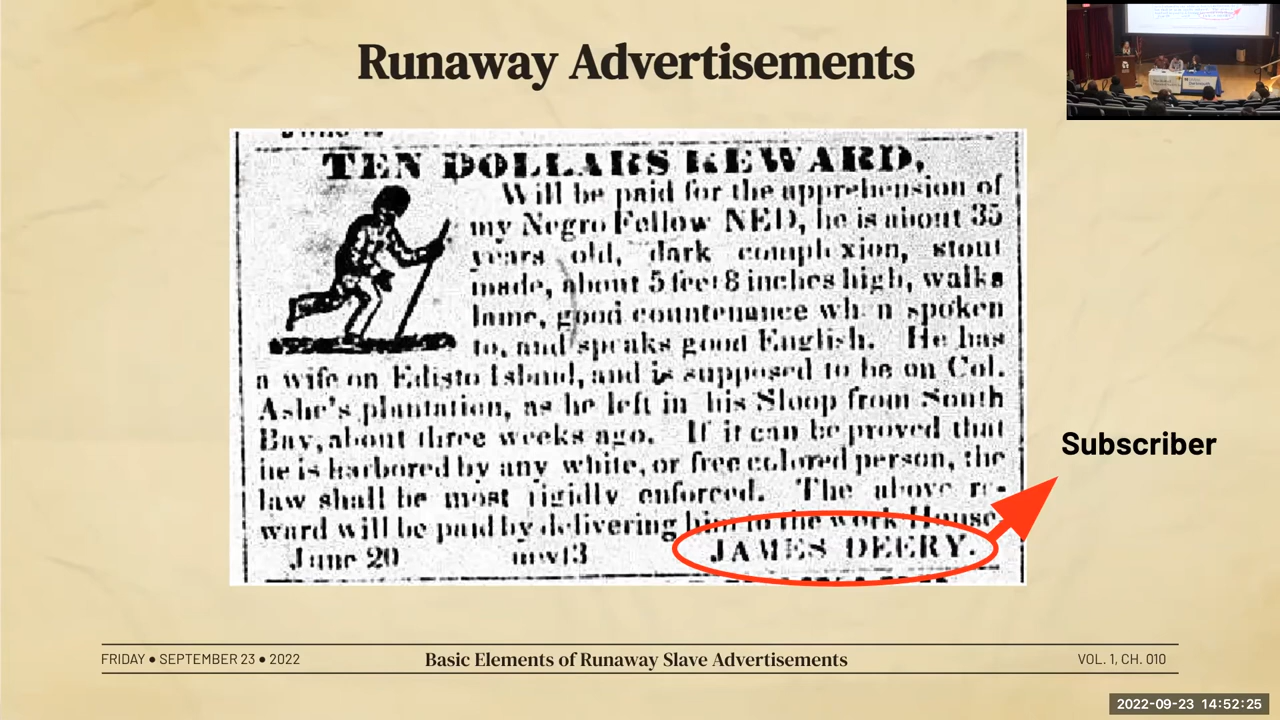 Runaway Advertisements
TEN DOLLARS REWARD,
Will be paid for the apprehension of
my Negro Fellow NED, he is about 35
years old, dark complexion, stout
made, about 5 feet 8 inches high, walks
lame, good countenance when spoken
to, and speaks good English. He has
a wife on Edisto Island, and is supposed to be on Col.
Ashe's plantation, as he left in his Sloop from South
Bay, about three weeks ago. If it can be proved that
he is harbored by any white, or free colored person, the
law shall be most rigidly enforced. The above re-
ward will be paid by delivering him to the work House.
June 20 mwf3 JAMES DEERY.
Subscriber
FRIDAY • SEPTEMBER 23 • 2022 Basic Elements of Runaway Slave Advertisements VOL. 1, CH. 010
2022-09-23 14:52:25